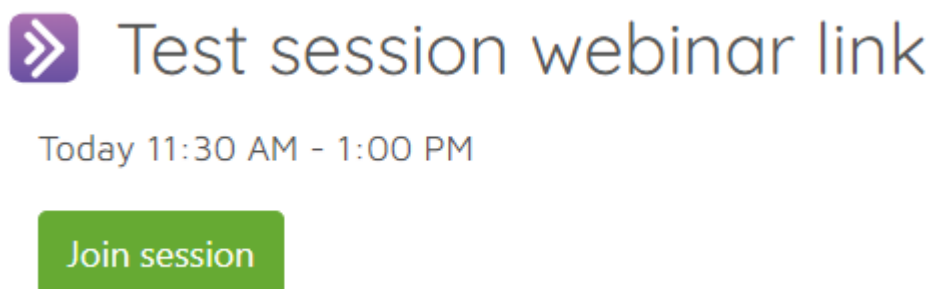 Test session webinar link
Today 11:30 AM - 1:00 PM
Join session